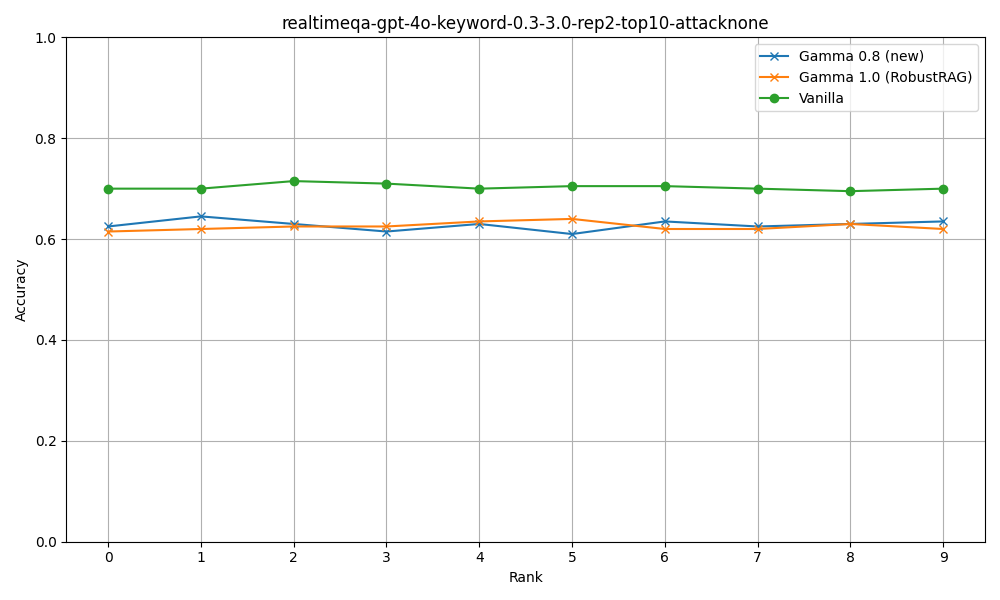 realtimeqa-gpt-4o-keyword-0.3-3.0-rep2-top10-attacknone
Gamma 0.8 (new)
Gamma 1.0 (RobustRAG)
Vanilla
Accuracy
1.0
0.8
0.6
0.4
0.2
0.0
0 1 2 3 4 5 6 7 8 9
Rank